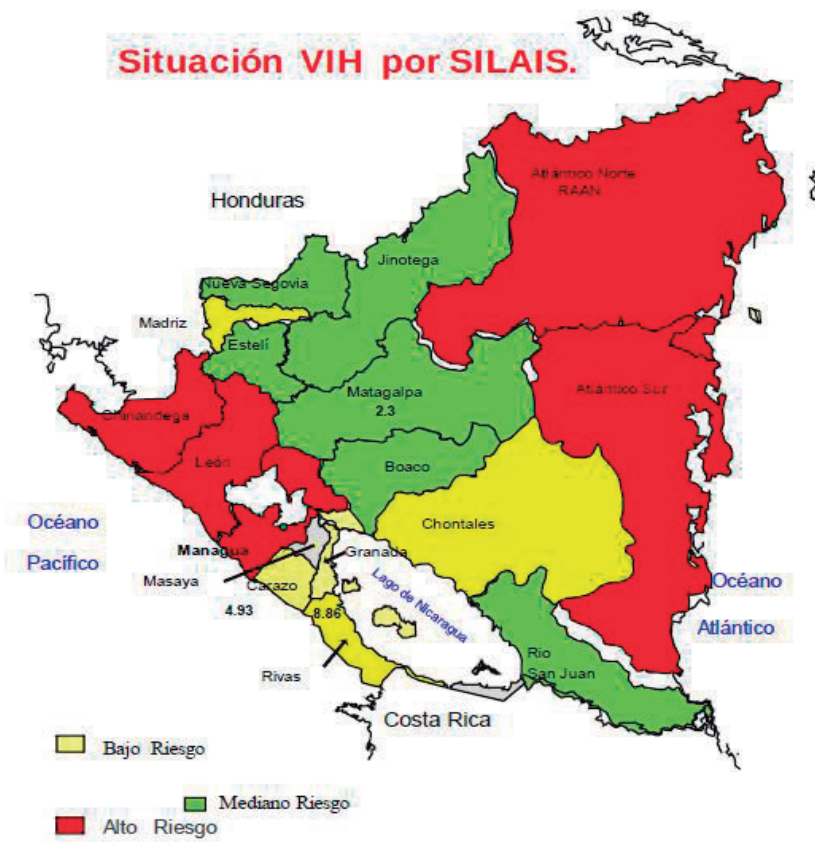 Situación VIH por SILAIS.
Atlántico Norte
RAAN
Honduras
Jinotega
Nueva Segovia
Madriz
Estelí
Matagalpa
2.3
Atlántico Sur
Chinandega
León
Boaco
Océano
Pacífico
Chontales
Managua
Granada
Masaya
Carazo
Lago de Nicaragua
Océano
Atlántico
4.93
8.86
Rivas
Rio
San Juan
Costa Rica
Bajo Riesgo
Mediano Riesgo
Alto Riesgo